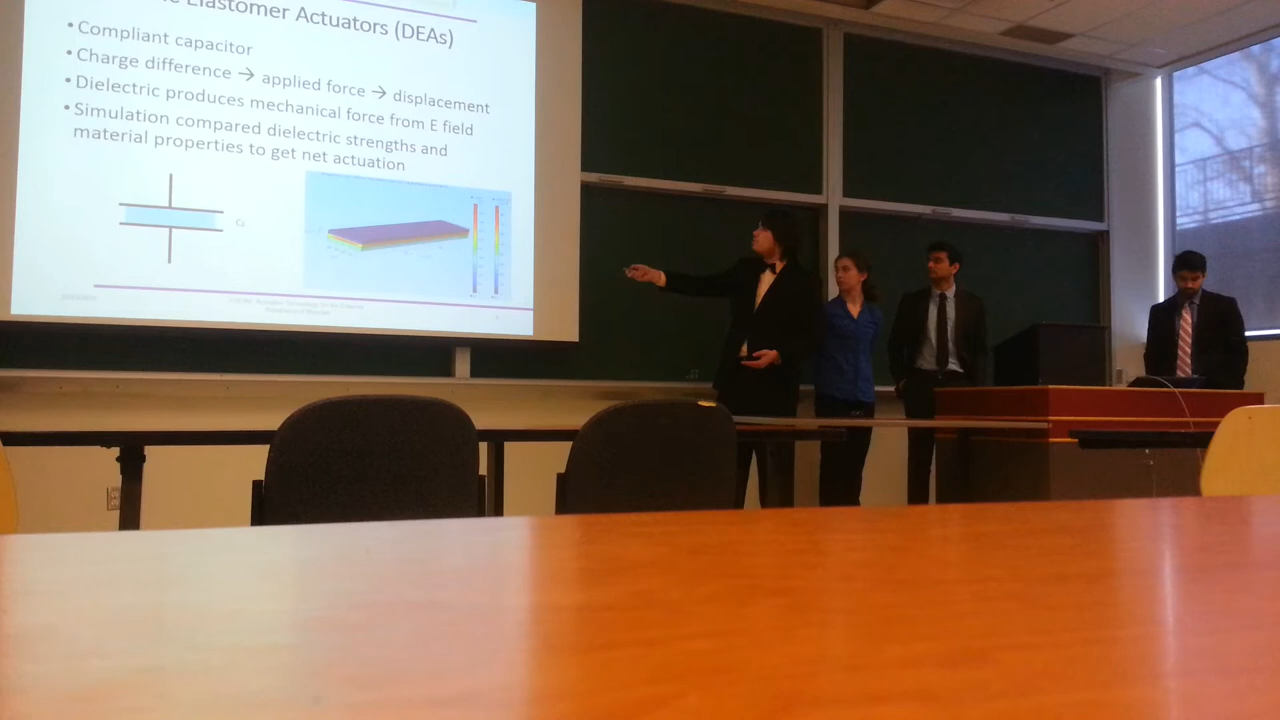 Elastomer Actuators (DEAs)
• Compliant capacitor
• Charge difference → applied force → displacement
• Dielectric produces mechanical force from E field
• Simulation compared dielectric strengths and
material properties to get net actuation